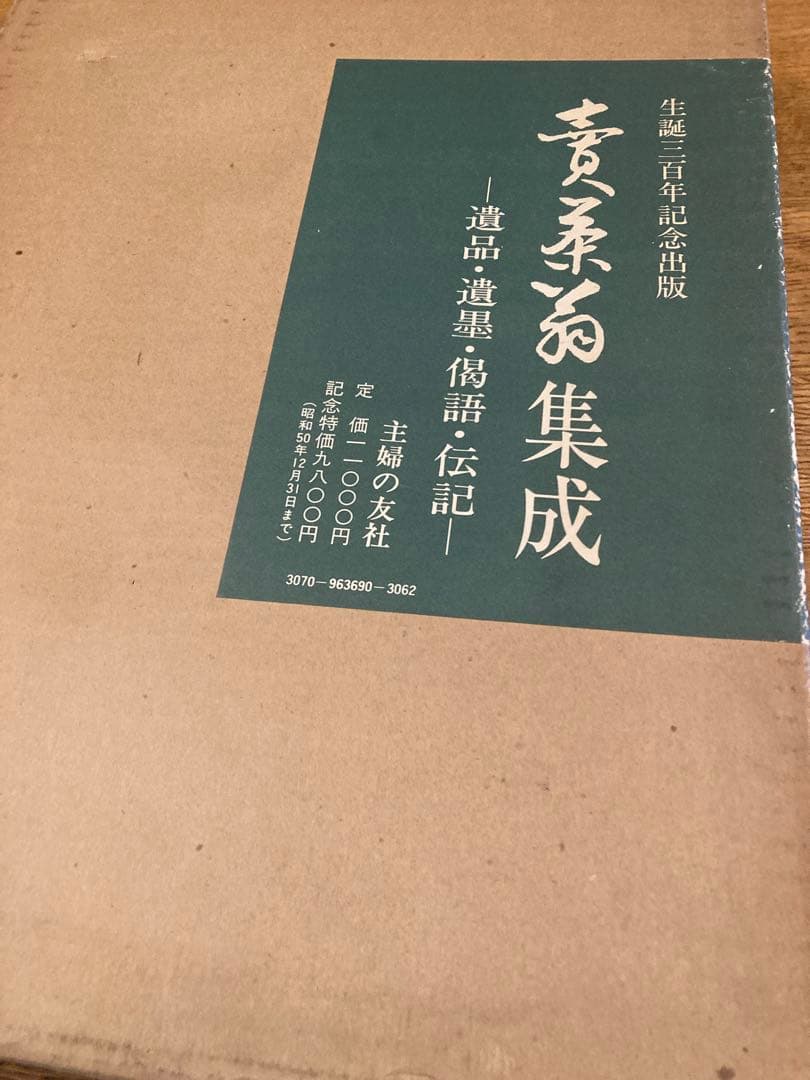 生誕三百年記念出版
賣茶翁集成
―遺品・遺墨・偈語・伝記―
主婦の友社
定 価一一〇〇〇円
記念特価九八〇〇円
(昭和50年12月31日まで)
3070-963690-3062